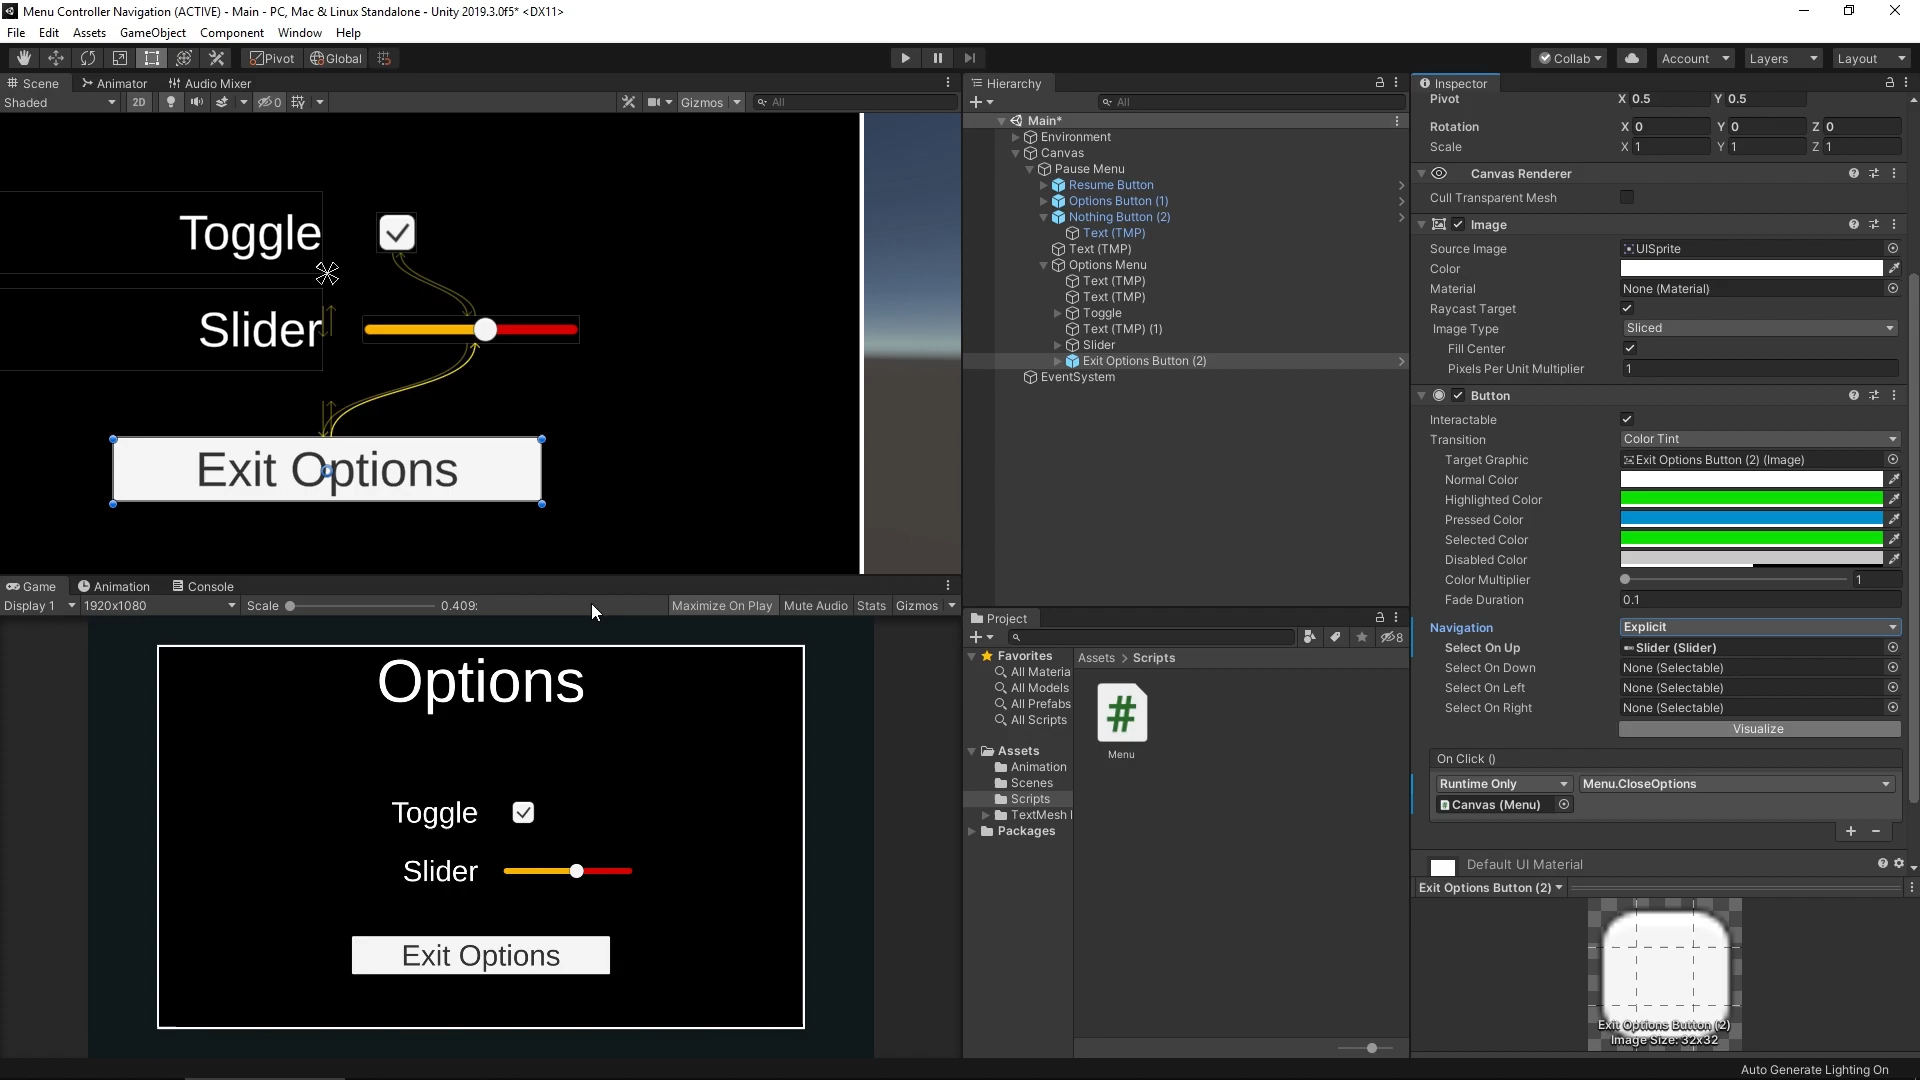 Menu Controller Navigation (ACTIVE) - Main - PC, Mac & Linux Standalone - Unity 2019.3.0f5* <DX11>
File Edit Assets GameObject Component Window Help
Pivot Global
Collab Account Layers Layout
Scene Animator Audio Mixer
Shaded 2D 0 Gizmos All
Toggle
Slider
Exit Options
Game Animation Console
Display 1 1920x1080 Scale 0.409: Maximize On Play Mute Audio Stats Gizmos
Options
Toggle
Slider
Exit Options
Hierarchy
All
Main*
Environment
Canvas
Pause Menu
Resume Button
Options Button (1)
Nothing Button (2)
Text (TMP)
Text (TMP)
Options Menu
Text (TMP)
Text (TMP)
Toggle
Text (TMP) (1)
Slider
Exit Options Button (2)
EventSystem
Project
8
Favorites
All Materia
All Models
All Prefabs
All Scripts
Assets
Animation
Scenes
Scripts
TextMesh
Packages
Assets > Scripts
#
Menu
Inspector
Pivot X 0.5 Y 0.5
Rotation X 0 Y 0 Z 0
Scale X 1 Y 1 Z 1
Canvas Renderer
Cull Transparent Mesh
Image
Source Image UISprite
Color
Material None (Material)
Raycast Target
Image Type Sliced
Fill Center
Pixels Per Unit Multiplier 1
Button
Interactable
Transition Color Tint
Target Graphic Exit Options Button (2) (Image)
Normal Color
Highlighted Color
Pressed Color
Selected Color
Disabled Color
Color Multiplier 1
Fade Duration 0.1
Navigation Explicit
Select On Up Slider (Slider)
Select On Down None (Selectable)
Select On Left None (Selectable)
Select On Right None (Selectable)
Visualize
On Click ()
Runtime Only Menu.CloseOptions
Canvas (Menu)
+ −
Default UI Material
Exit Options Button (2)
Exit Options Button (2)
Image Size: 32x32
Auto Generate Lighting On